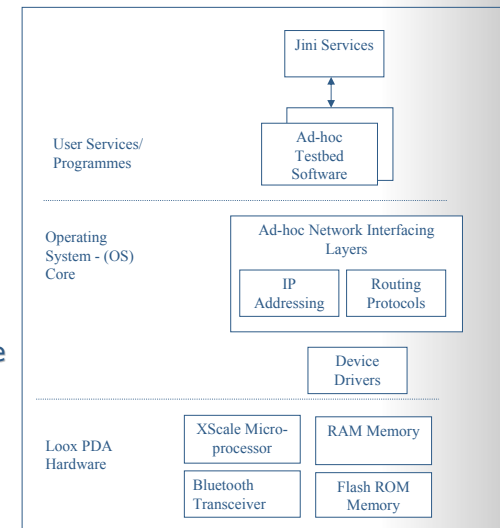 Jini Services
User Services/
Programmes
Ad-hoc
Testbed
Software
Operating
System - (OS)
Core
Ad-hoc Network Interfacing
Layers
IP
Addressing
Routing
Protocols
e
Device
Drivers
Loox PDA
Hardware
XScale Micro-
processor
RAM Memory
Bluetooth
Transceiver
Flash ROM
Memory